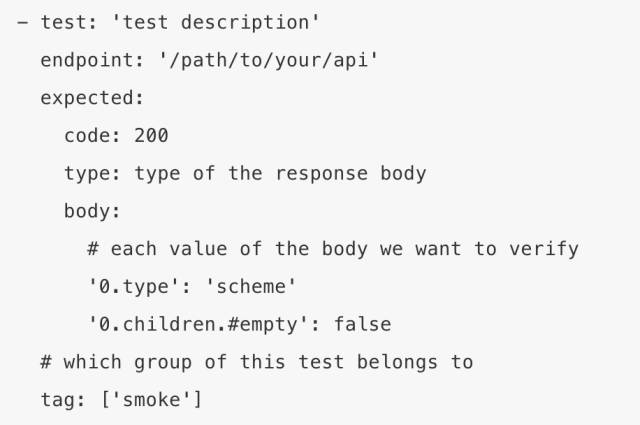 - test: 'test description'
  endpoint: '/path/to/your/api'
  expected:
    code: 200
    type: type of the response body
    body:
      # each value of the body we want to verify
      '0.type': 'scheme'
      '0.children.#empty': false
  # which group of this test belongs to
  tag: ['smoke']